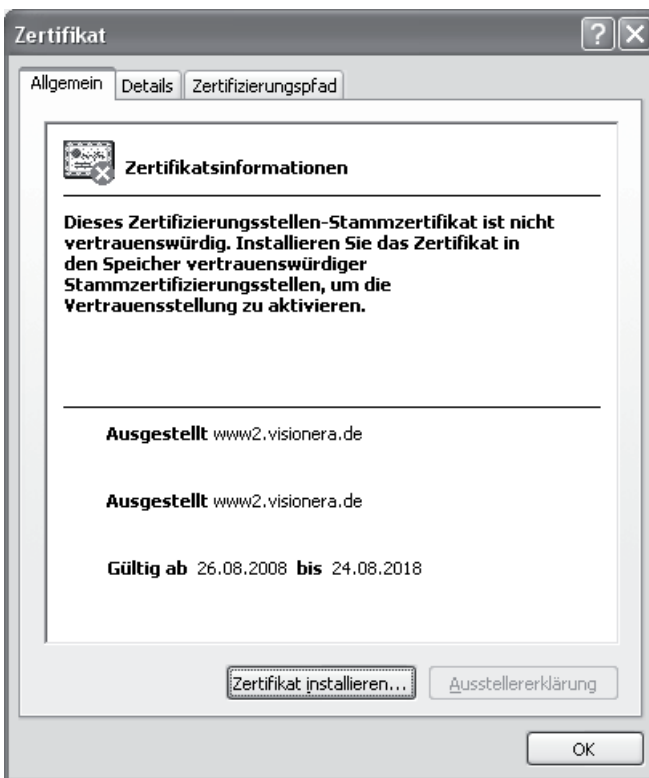 Zertifikat
Allgemein Details Zertifizierungspfad
Zertifikatsinformationen
Dieses Zertifizierungsstellen-Stammzertifikat ist nicht
vertrauenswürdig. Installieren Sie das Zertifikat in
den Speicher vertrauenswürdiger
Stammzertifizierungsstellen, um die
Vertrauensstellung zu aktivieren.
Ausgestellt www2.visionera.de
Ausgestellt www2.visionera.de
Gültig ab 26.08.2008 bis 24.08.2018
Zertifikat installieren... Ausstellererklärung
OK